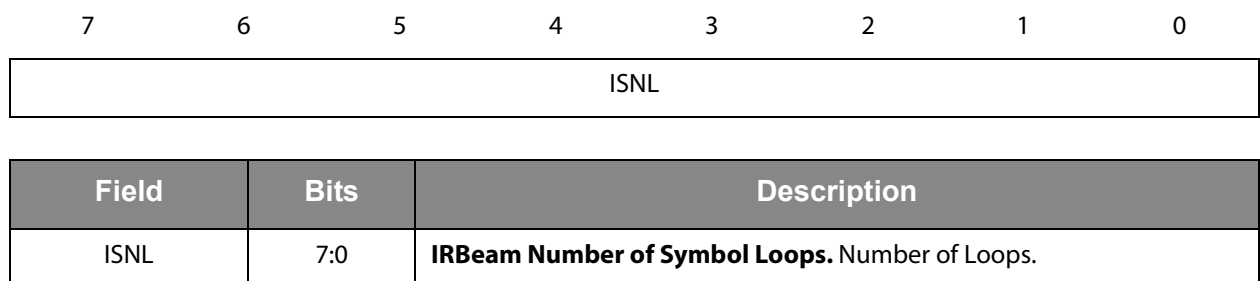 7 6 5 4 3 2 1 0
ISNL
Field Bits Description
ISNL 7:0 IRBeam Number of Symbol Loops. Number of Loops.